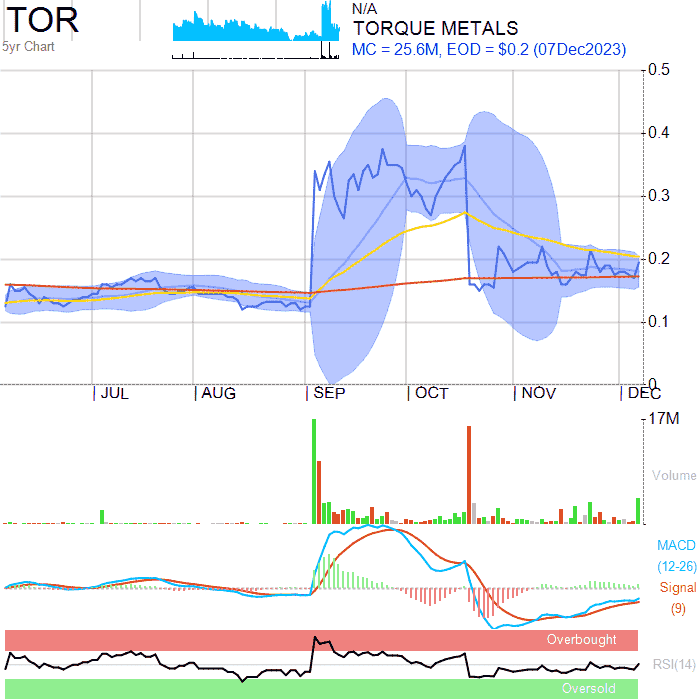 TOR
5yr Chart
N/A
TORQUE METALS
MC = 25.6M, EOD = $0.2 (07Dec2023)
0.5
0.4
0.3
0.2
0.1
0
JUL
AUG
SEP
OCT
NOV
DEC
17M
Volume
MACD
(12-26)
Signal
(9)
Overbought
RSI(14)
Oversold